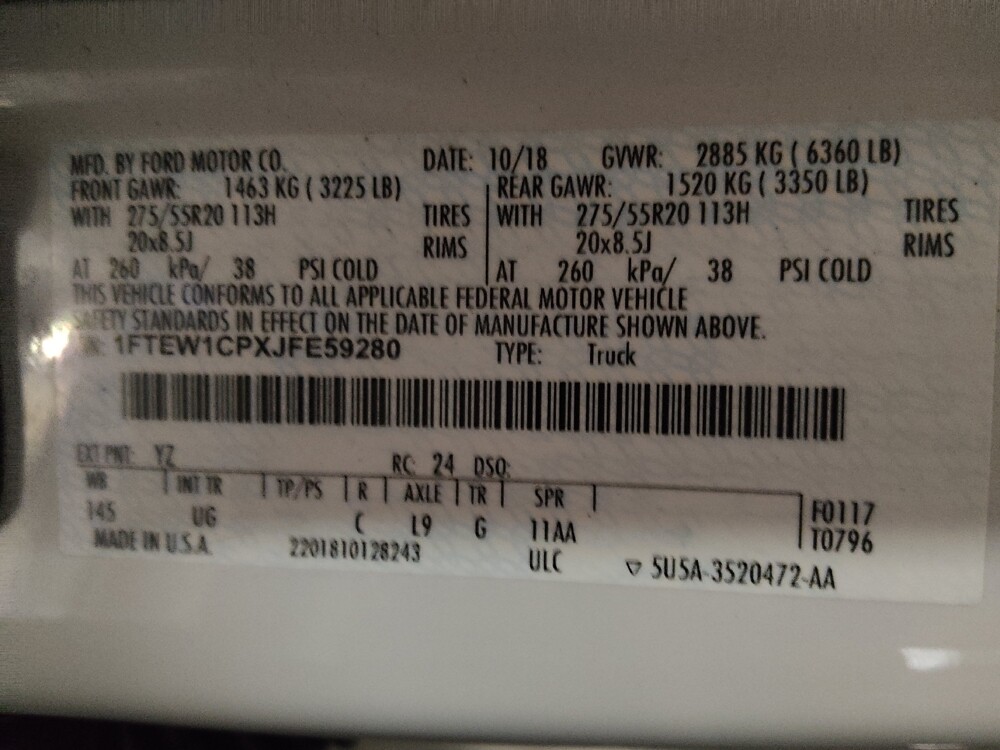 MFD. BY FORD MOTOR CO. DATE: 10/18 GVWR: 2885 KG ( 6360 LB)
FRONT GAWR: 1463 KG ( 3225 LB) REAR GAWR: 1520 KG ( 3350 LB)
WITH 275/55R20 113H TIRES WITH 275/55R20 113H TIRES
20x8.5J RIMS 20x8.5J RIMS
AT 260 kPa/ 38 PSI COLD AT 260 kPa/ 38 PSI COLD
THIS VEHICLE CONFORMS TO ALL APPLICABLE FEDERAL MOTOR VEHICLE
SAFETY STANDARDS IN EFFECT ON THE DATE OF MANUFACTURE SHOWN ABOVE.
1FTEW1CPXJFE59280 TYPE: Truck
EXT PNT: YZ RC: 24 DSO:
WB INT TR TP/PS R AXLE TR SPR F0117
145 UG C L9 G 11AA T0796
MADE IN U.S.A. 2201810128243 ULC ▽ 5U5A-3520472-AA